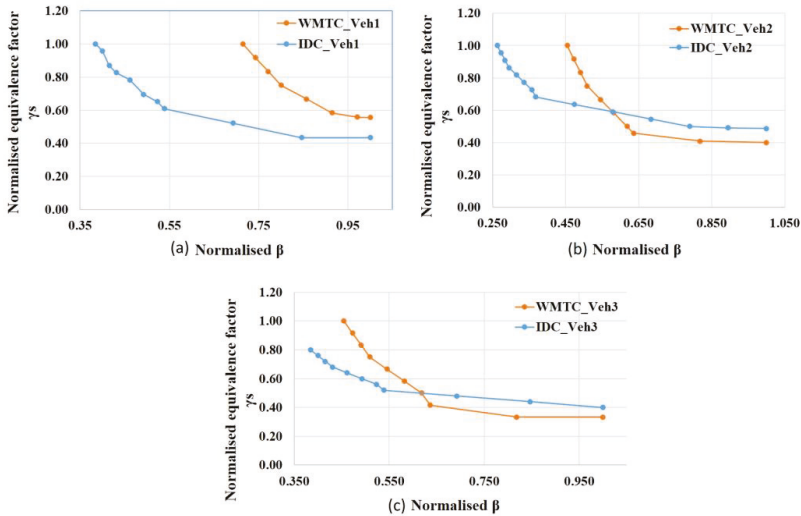 1.20
1.00
0.80
0.60
0.40
0.20
0.00
Normalised equivalence factor
γs
WMTC_Veh1
IDC_Veh1
0.35
0.55
0.75
0.95
(a) Normalised β
1.20
1.00
0.80
0.60
0.40
0.20
0.00
Normalised equivalence factor
γs
WMTC_Veh2
IDC_Veh2
0.250
0.450
0.650
0.850
1.050
(b) Normalised β
1.20
1.00
0.80
0.60
0.40
0.20
0.00
Normalised equivalence factor
γs
WMTC_Veh3
IDC_Veh3
0.350
0.550
0.750
0.950
(c) Normalised β